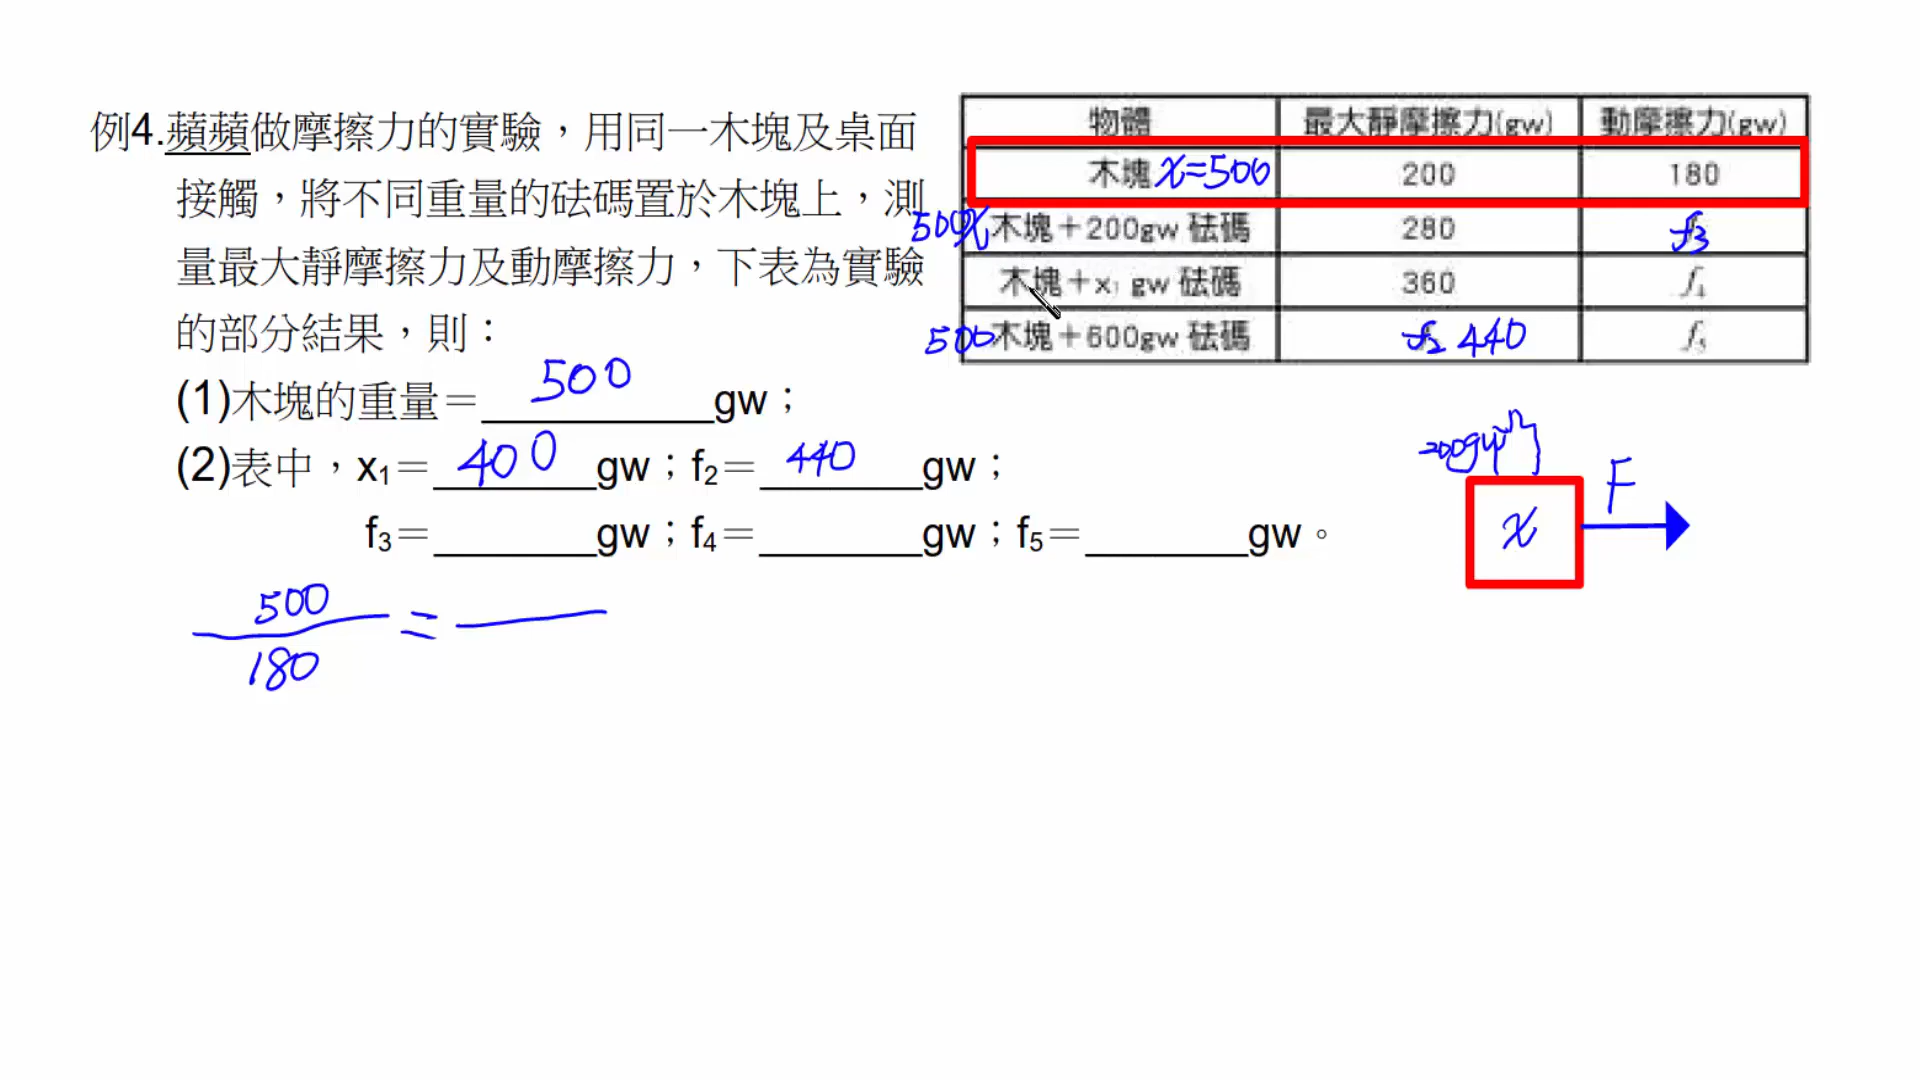 例4.蘋蘋做摩擦力的實驗，用同一木塊及桌面
接觸，將不同重量的砝碼置於木塊上，測
量最大靜摩擦力及動摩擦力，下表為實驗
的部分結果，則：
(1)木塊的重量＝ 500 gw；
(2)表中，x₁＝ 400 gw；f₂＝ 440 gw；
f₃＝________gw；f₄＝________gw；f₅＝________gw。
500
180
=
物體 最大靜摩擦力(gw) 動摩擦力(gw)
木塊 x=500 200 180
500 x 木塊＋200gw 砝碼 280 f3
木塊＋x₁ gw 砝碼 360 f₄
500 木塊＋600gw 砝碼 f2 440 f₅
200gw
F
x